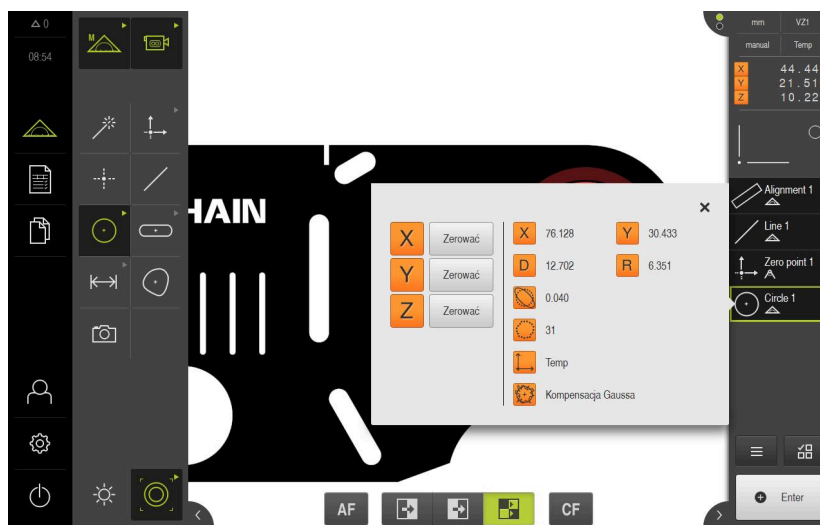 0
08:54
M
HAIN
mm VZ1
manual Temp
X 44.44
Y 21.51
Z 10.22
Alignment 1
Line 1
Zero point 1
Circle 1
X Zerować
Y Zerować
Z Zerować
X 76.128 Y 30.433
D 12.702 R 6.351
0.040
31
Temp
Kompensacja Gaussa
AF
CF
Enter